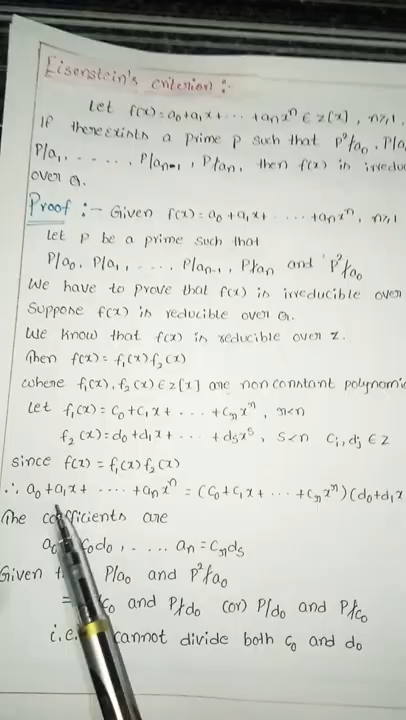 Eisenstein's criterion :-
Let f(x) = a₀+a₁x+ ⋯ +aₙxⁿ ∈ Z[x], n≥1.
If there exists a prime p such that p²∤a₀, P/a
P/a₁ ......, P/aₙ₋₁, P∤aₙ, then f(x) is
over Q.
Proof :- Given f(x)= a₀+a₁x+ ⋯ +aₙxⁿ, n≥1
Let p be a prime such that
P/a₀, P/a₁, ..., P/aₙ₋₁, P∤aₙ and p²∤a₀
We have to prove that f(x) is irreducible over
Suppose f(x) is reducible over Q.
We know that f(x) is reducible over Z.
Then f(x) = f₁(x) f₂(x)
where f₁(x), f₂(x) ∈ Z[x] are non constant
Let f₁(x) = c₀+c₁x+ ⋯ +cᵣxʳ, r<n
f₂(x) = d₀+d₁x+ ⋯ +dₛxˢ, s<n cᵢ, dⱼ ∈ Z
since f(x) = f₁(x) f₂(x)
∴ a₀+a₁x+ ⋯ +aₙxⁿ = (c₀+c₁x+ ⋯ +cᵣxʳ)(d₀+d₁x
The coefficients are
c₀d₀, .... aₙ = cᵣdₛ
Given P/a₀ and p²∤a₀
c₀ and P∤d₀ (or) P/d₀ and P∤c₀
i.e. cannot divide both c₀ and d₀